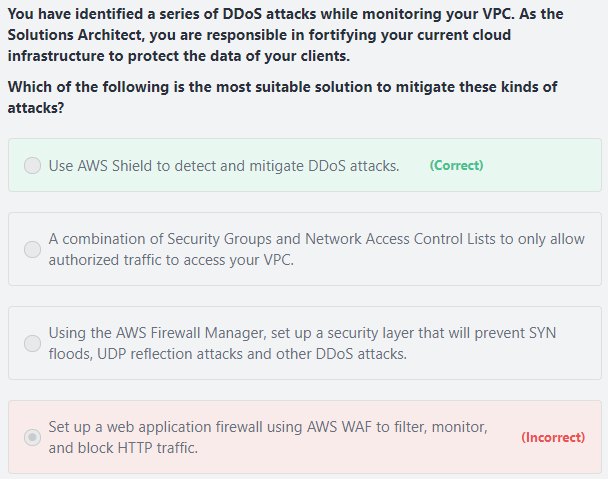 You have identified a series of DDoS attacks while monitoring your VPC. As the
Solutions Architect, you are responsible in fortifying your current cloud
infrastructure to protect the data of your clients.
Which of the following is the most suitable solution to mitigate these kinds of
attacks?
Use AWS Shield to detect and mitigate DDoS attacks. (Correct)
A combination of Security Groups and Network Access Control Lists to only allow
authorized traffic to access your VPC.
Using the AWS Firewall Manager, set up a security layer that will prevent SYN
floods, UDP reflection attacks and other DDoS attacks.
Set up a web application firewall using AWS WAF to filter, monitor,
and block HTTP traffic. (Incorrect)